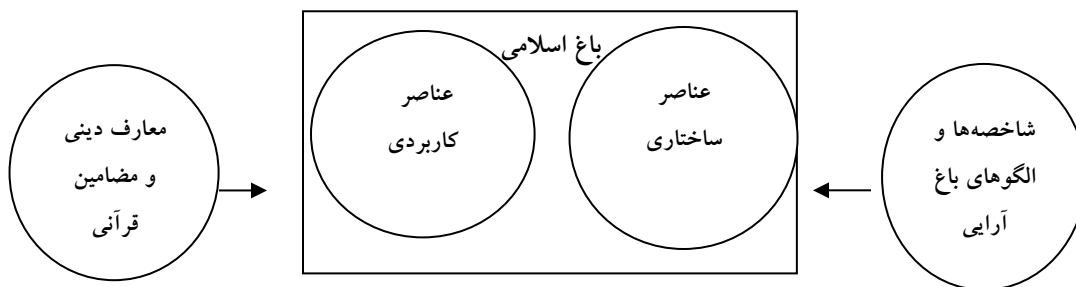 باغ اسلامی
شاخصه‌ها و
الگوهای باغ
آرایی
عناصر
ساختاری
عناصر
کاربردی
معارف دینی
و مضامین
قرآنی